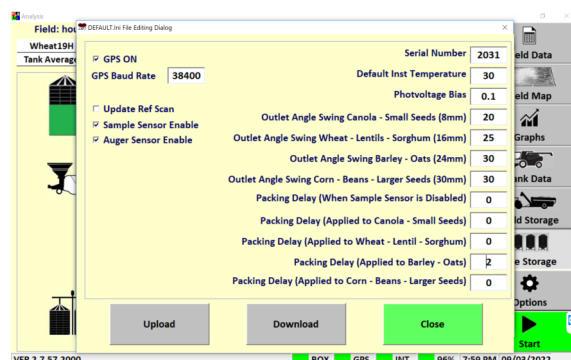 Analysis
DEFAULT.Ini File Editing Dialog
Field: hou
Wheat19H
Tank Average
GPS ON
GPS Baud Rate 38400
Update Ref Scan
Sample Sensor Enable
Auger Sensor Enable
Serial Number 2031
Default Inst Temperature 30
Photvoltage Bias 0.1
Outlet Angle Swing Canola - Small Seeds (8mm) 20
Outlet Angle Swing Wheat - Lentils - Sorghum (16mm) 25
Outlet Angle Swing Barley - Oats (24mm) 30
Outlet Angle Swing Corn - Beans - Larger Seeds (30mm) 30
Packing Delay (When Sample Sensor is Disabled) 0
Packing Delay (Applied to Canola - Small Seeds) 0
Packing Delay (Applied to Wheat - Lentil - Sorghum) 0
Packing Delay (Applied to Barley - Oats) 2
Packing Delay (Applied to Corn - Beans - Larger Seeds) 0
Upload
Download
Close
eld Data
eld Map
Graphs
ank Data
ld Storage
e Storage
Options
Start
VER 2.7.57.2000 BOX GPS INT 96% 7:59 PM 09/03/2022